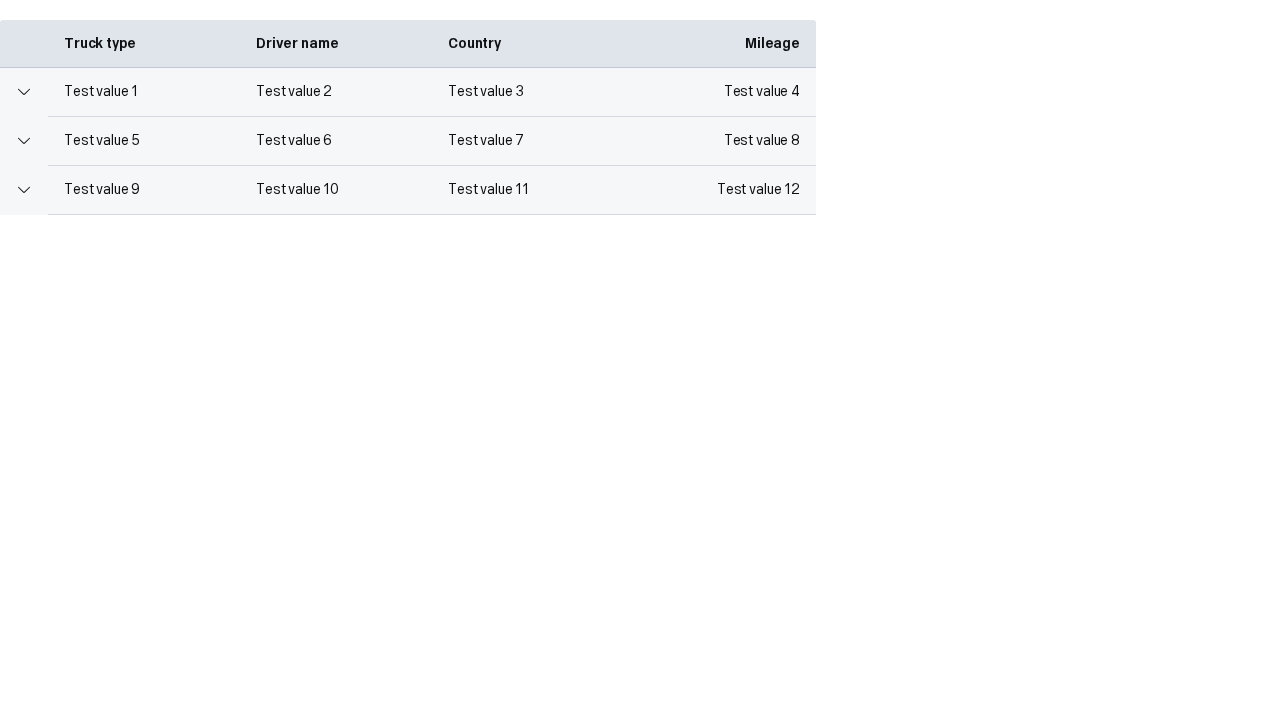 Truck type Driver name Country Mileage
Test value 1 Test value 2 Test value 3 Test value 4
Test value 5 Test value 6 Test value 7 Test value 8
Test value 9 Test value 10 Test value 11 Test value 12